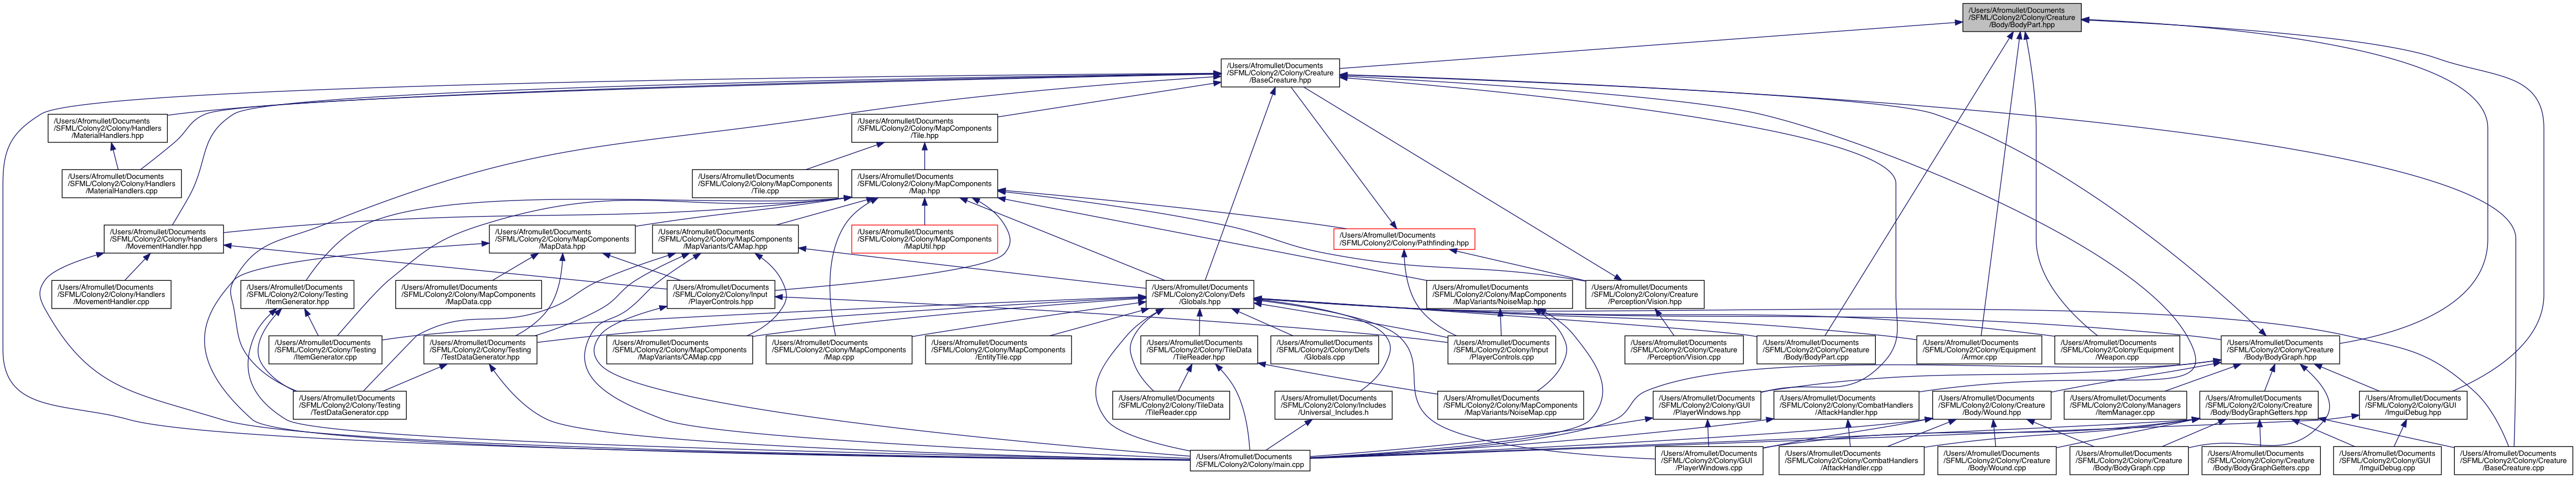 /Users/Afromullet/Documents
/SFML/Colony2/Colony/Creature
/Body/BodyPart.hpp
/Users/Afromullet/Documents
/SFML/Colony2/Colony/Creature
/BaseCreature.hpp
/Users/Afromullet/Documents
/SFML/Colony2/Colony/Handlers
/MaterialHandlers.hpp
/Users/Afromullet/Documents
/SFML/Colony2/Colony/MapComponents
/Tile.hpp
/Users/Afromullet/Documents
/SFML/Colony2/Colony/Handlers
/MaterialHandlers.cpp
/Users/Afromullet/Documents
/SFML/Colony2/Colony/MapComponents
/Tile.cpp
/Users/Afromullet/Documents
/SFML/Colony2/Colony/MapComponents
/Map.hpp
/Users/Afromullet/Documents
/SFML/Colony2/Colony/Handlers
/MovementHandler.hpp
/Users/Afromullet/Documents
/SFML/Colony2/Colony/MapComponents
/MapData.hpp
/Users/Afromullet/Documents
/SFML/Colony2/Colony/MapComponents
/MapVariants/CAMap.hpp
/Users/Afromullet/Documents
/SFML/Colony2/Colony/MapComponents
/MapUtil.hpp
/Users/Afromullet/Documents
/SFML/Colony2/Colony/Pathfinding.hpp
/Users/Afromullet/Documents
/SFML/Colony2/Colony/Handlers
/MovementHandler.cpp
/Users/Afromullet/Documents
/SFML/Colony2/Colony/Testing
/ItemGenerator.hpp
/Users/Afromullet/Documents
/SFML/Colony2/Colony/MapComponents
/MapData.cpp
/Users/Afromullet/Documents
/SFML/Colony2/Colony/Input
/PlayerControls.hpp
/Users/Afromullet/Documents
/SFML/Colony2/Colony/Defs
/Globals.hpp
/Users/Afromullet/Documents
/SFML/Colony2/Colony/MapComponents
/MapVariants/NoiseMap.hpp
/Users/Afromullet/Documents
/SFML/Colony2/Colony/Creature
/Perception/Vision.hpp
/Users/Afromullet/Documents
/SFML/Colony2/Colony/Testing
/ItemGenerator.cpp
/Users/Afromullet/Documents
/SFML/Colony2/Colony/Testing
/TestDataGenerator.hpp
/Users/Afromullet/Documents
/SFML/Colony2/Colony/MapComponents
/MapVariants/CAMap.cpp
/Users/Afromullet/Documents
/SFML/Colony2/Colony/MapComponents
/Map.cpp
/Users/Afromullet/Documents
/SFML/Colony2/Colony/MapComponents
/EntityTile.cpp
/Users/Afromullet/Documents
/SFML/Colony2/Colony/TileData
/TileReader.hpp
/Users/Afromullet/Documents
/SFML/Colony2/Colony/Defs
/Globals.cpp
/Users/Afromullet/Documents
/SFML/Colony2/Colony/Input
/PlayerControls.cpp
/Users/Afromullet/Documents
/SFML/Colony2/Colony/Creature
/Perception/Vision.cpp
/Users/Afromullet/Documents
/SFML/Colony2/Colony/Creature
/Body/BodyPart.cpp
/Users/Afromullet/Documents
/SFML/Colony2/Colony/Equipment
/Armor.cpp
/Users/Afromullet/Documents
/SFML/Colony2/Colony/Equipment
/Weapon.cpp
/Users/Afromullet/Documents
/SFML/Colony2/Colony/Creature
/Body/BodyGraph.hpp
/Users/Afromullet/Documents
/SFML/Colony2/Colony/Testing
/TestDataGenerator.cpp
/Users/Afromullet/Documents
/SFML/Colony2/Colony/TileData
/TileReader.cpp
/Users/Afromullet/Documents
/SFML/Colony2/Colony/Includes
/Universal_Includes.h
/Users/Afromullet/Documents
/SFML/Colony2/Colony/MapComponents
/MapVariants/NoiseMap.cpp
/Users/Afromullet/Documents
/SFML/Colony2/Colony/GUI
/PlayerWindows.hpp
/Users/Afromullet/Documents
/SFML/Colony2/Colony/CombatHandlers
/AttackHandler.hpp
/Users/Afromullet/Documents
/SFML/Colony2/Colony/Creature
/Body/Wound.hpp
/Users/Afromullet/Documents
/SFML/Colony2/Colony/Managers
/ItemManager.cpp
/Users/Afromullet/Documents
/SFML/Colony2/Colony/Creature
/Body/BodyGraphGetters.hpp
/Users/Afromullet/Documents
/SFML/Colony2/Colony/GUI
/ImguiDebug.hpp
/Users/Afromullet/Documents
/SFML/Colony2/Colony/main.cpp
/Users/Afromullet/Documents
/SFML/Colony2/Colony/GUI
/PlayerWindows.cpp
/Users/Afromullet/Documents
/SFML/Colony2/Colony/CombatHandlers
/AttackHandler.cpp
/Users/Afromullet/Documents
/SFML/Colony2/Colony/Creature
/Body/Wound.cpp
/Users/Afromullet/Documents
/SFML/Colony2/Colony/Creature
/Body/BodyGraph.cpp
/Users/Afromullet/Documents
/SFML/Colony2/Colony/Creature
/Body/BodyGraphGetters.cpp
/Users/Afromullet/Documents
/SFML/Colony2/Colony/GUI
/ImguiDebug.cpp
/Users/Afromullet/Documents
/SFML/Colony2/Colony/Creature
/BaseCreature.cpp